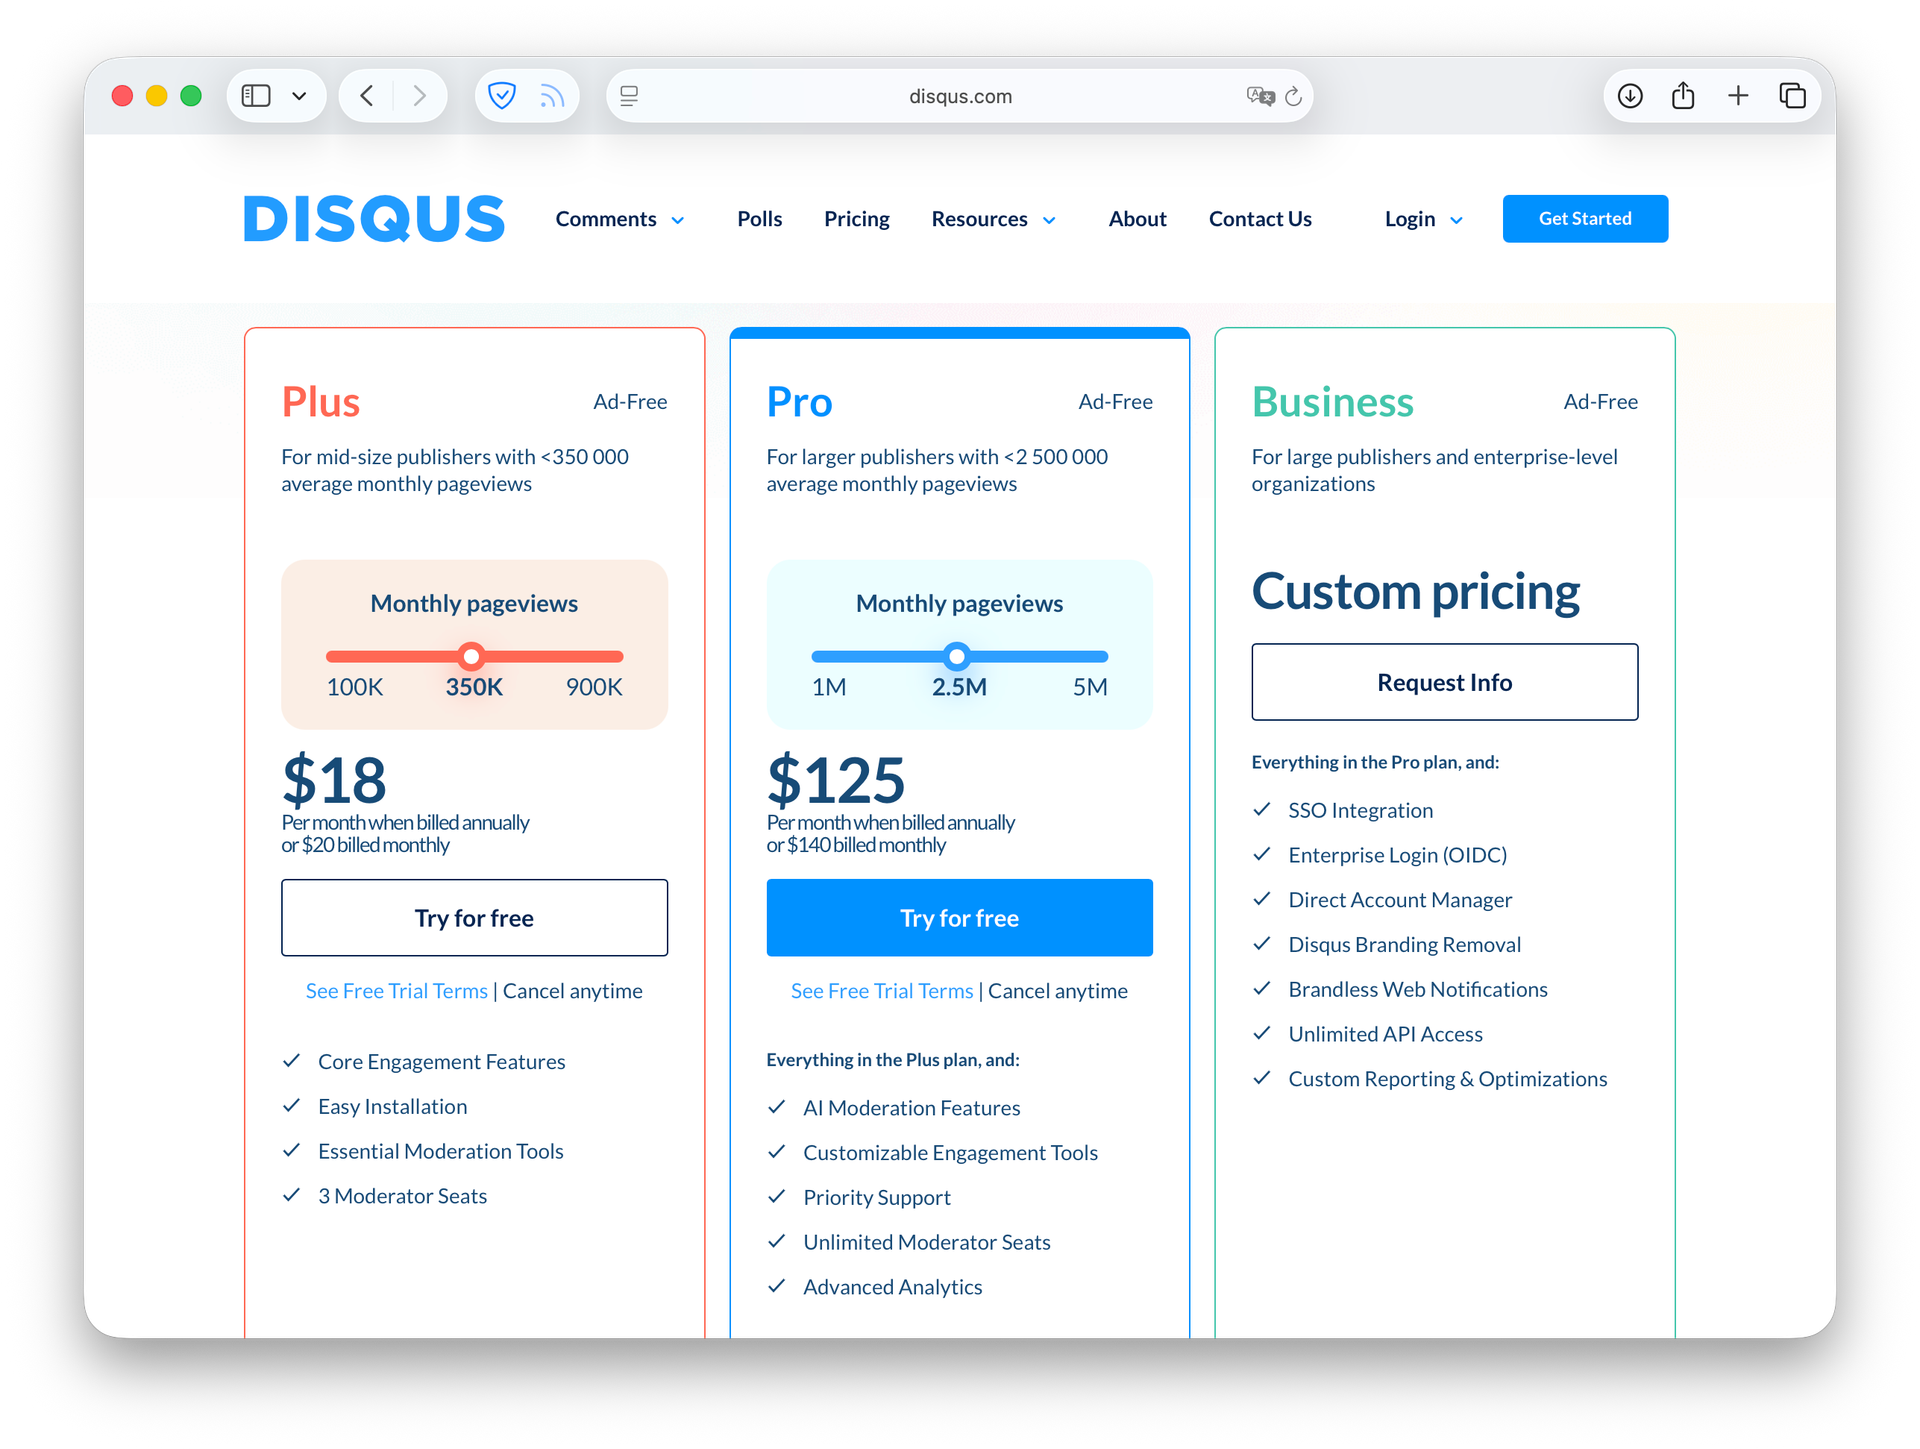 disqus.com
DISQUS
Comments
Polls
Pricing
Resources
About
Contact Us
Login
Get Started
Plus
Ad-Free
For mid-size publishers with <350 000
average monthly pageviews
Monthly pageviews
100K 350K 900K
$18
Per month when billed annually
or $20 billed monthly
Try for free
See Free Trial Terms | Cancel anytime
Core Engagement Features
Easy Installation
Essential Moderation Tools
3 Moderator Seats
Pro
Ad-Free
For larger publishers with <2 500 000
average monthly pageviews
Monthly pageviews
1M 2.5M 5M
$125
Per month when billed annually
or $140 billed monthly
Try for free
See Free Trial Terms | Cancel anytime
Everything in the Plus plan, and:
AI Moderation Features
Customizable Engagement Tools
Priority Support
Unlimited Moderator Seats
Advanced Analytics
Business
Ad-Free
For large publishers and enterprise-level
organizations
Custom pricing
Request Info
Everything in the Pro plan, and:
SSO Integration
Enterprise Login (OIDC)
Direct Account Manager
Disqus Branding Removal
Brandless Web Notifications
Unlimited API Access
Custom Reporting & Optimizations